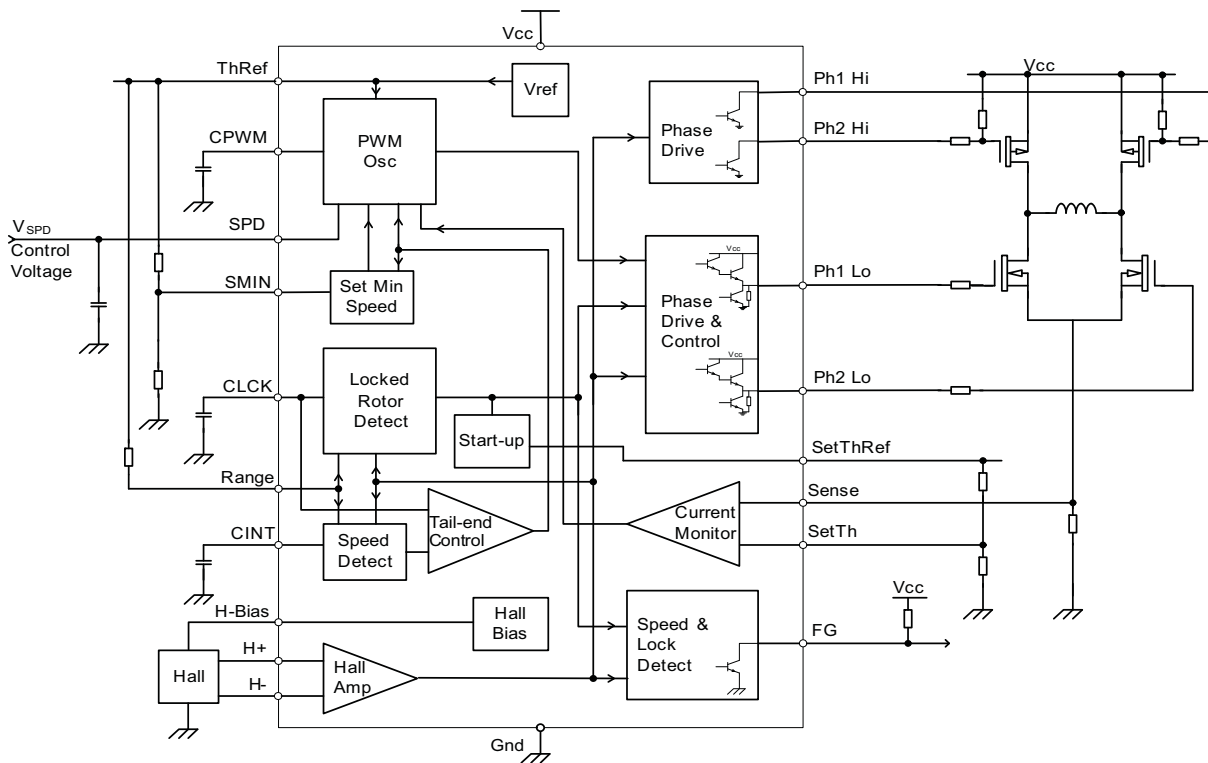 Vcc
ThRef
Vref
Ph1 Hi
Vcc
CPWM
PWM
Osc
Phase
Drive
Ph2 Hi
VSPD
Control
Voltage
SPD
SMIN
Set Min
Speed
Vcc
Phase
Drive &
Control
Vcc
Ph1 Lo
Ph2 Lo
CLCK
Locked
Rotor
Detect
Start-up
SetThRef
Range
Sense
CINT
Speed
Detect
Tail-end
Control
Current
Monitor
SetTh
Vcc
H-Bias
Hall
Bias
Speed &
Lock
Detect
FG
H+
Hall
H-
Hall
Amp
Gnd